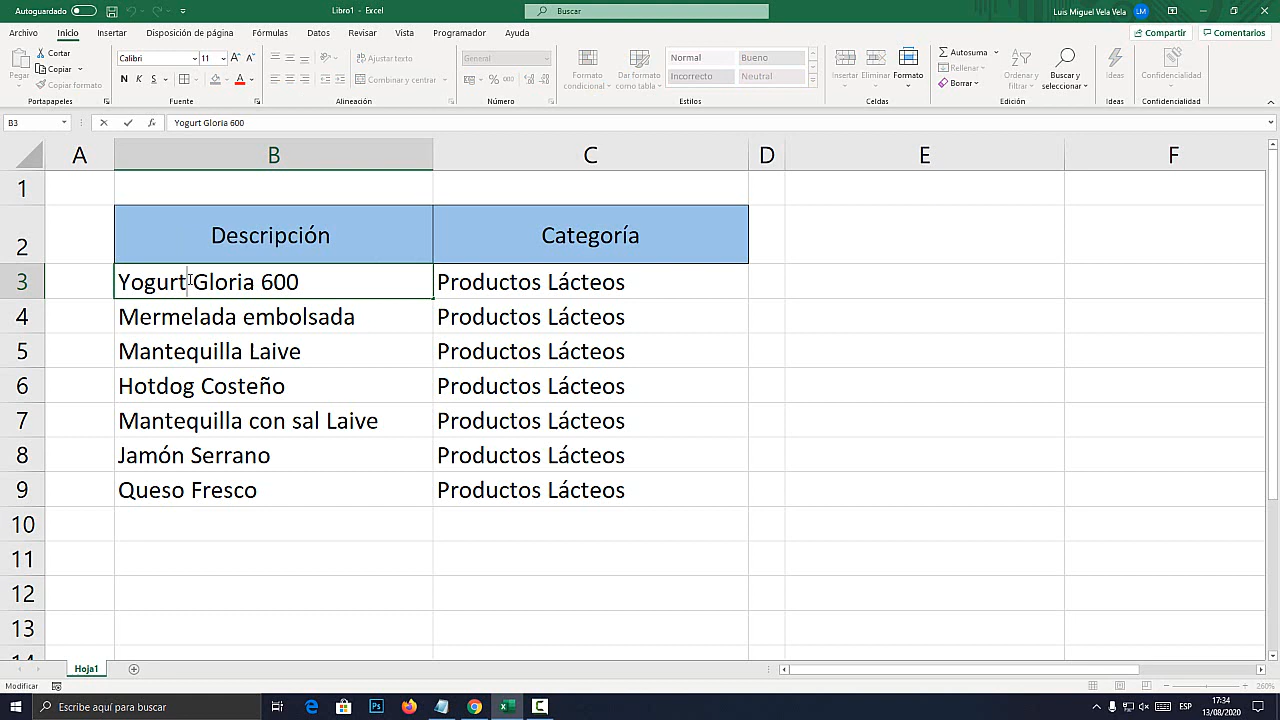 Autoguardado
Libro1 - Excel
Buscar
Luis Miguel Vela Vela
LM
Archivo
Inicio
Insertar
Disposición de página
Fórmulas
Datos
Revisar
Vista
Programador
Ayuda
Compartir
Comentarios
Pegar
Cortar
Copiar
Copiar formato
Portapapeles
Calibri
11
N K S
Fuente
Ajustar texto
Combinar y centrar
Alineación
General
% 000
Número
Formato condicional
Dar formato como tabla
Normal
Bueno
Incorrecto
Neutral
Estilos
Insertar
Eliminar
Formato
Celdas
Autosuma
Rellenar
Borrar
Ordenar y filtrar
Buscar y seleccionar
Edición
Ideas
Ideas
Confidencialidad
Confidencialidad
B3
fx
Yogurt Gloria 600
A B C D E F
1
2 Descripción Categoría
3 Yogurt Gloria 600 Productos Lácteos
4 Mermelada embolsada Productos Lácteos
5 Mantequilla Laive Productos Lácteos
6 Hotdog Costeño Productos Lácteos
7 Mantequilla con sal Laive Productos Lácteos
8 Jamón Serrano Productos Lácteos
9 Queso Fresco Productos Lácteos
10
11
12
13
14
Hoja1
Modificar
260%
Escribe aquí para buscar
ESP
17:34
13/08/2020